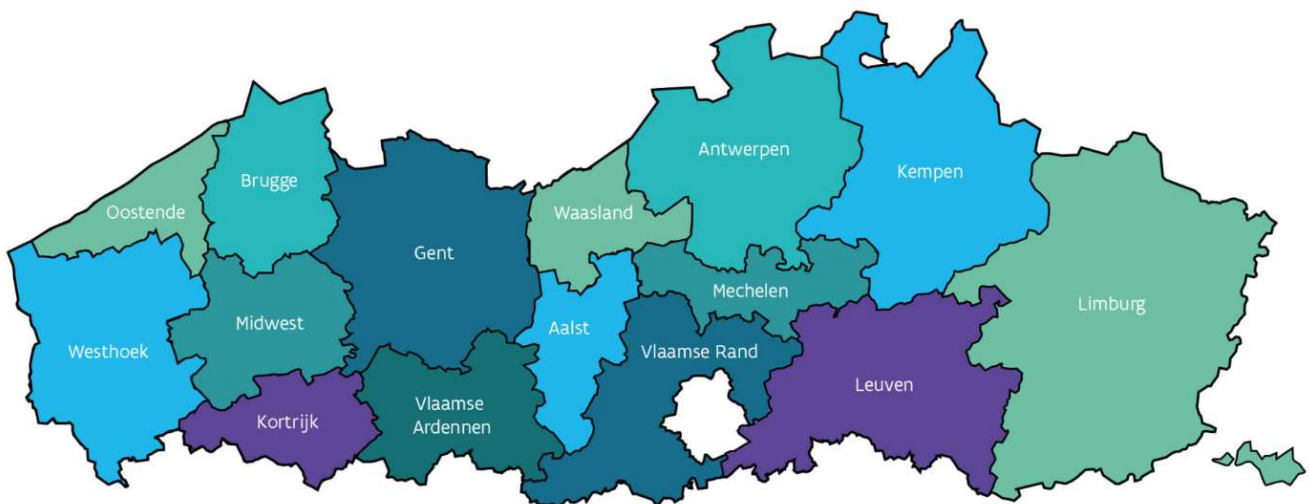 Antwerpen
Kempen
Brugge
Oostende
Waasland
Gent
Mechelen
Limburg
Midwest
Aalst
Westhoek
Vlaamse Rand
Leuven
Kortrijk
Vlaamse
Ardennen